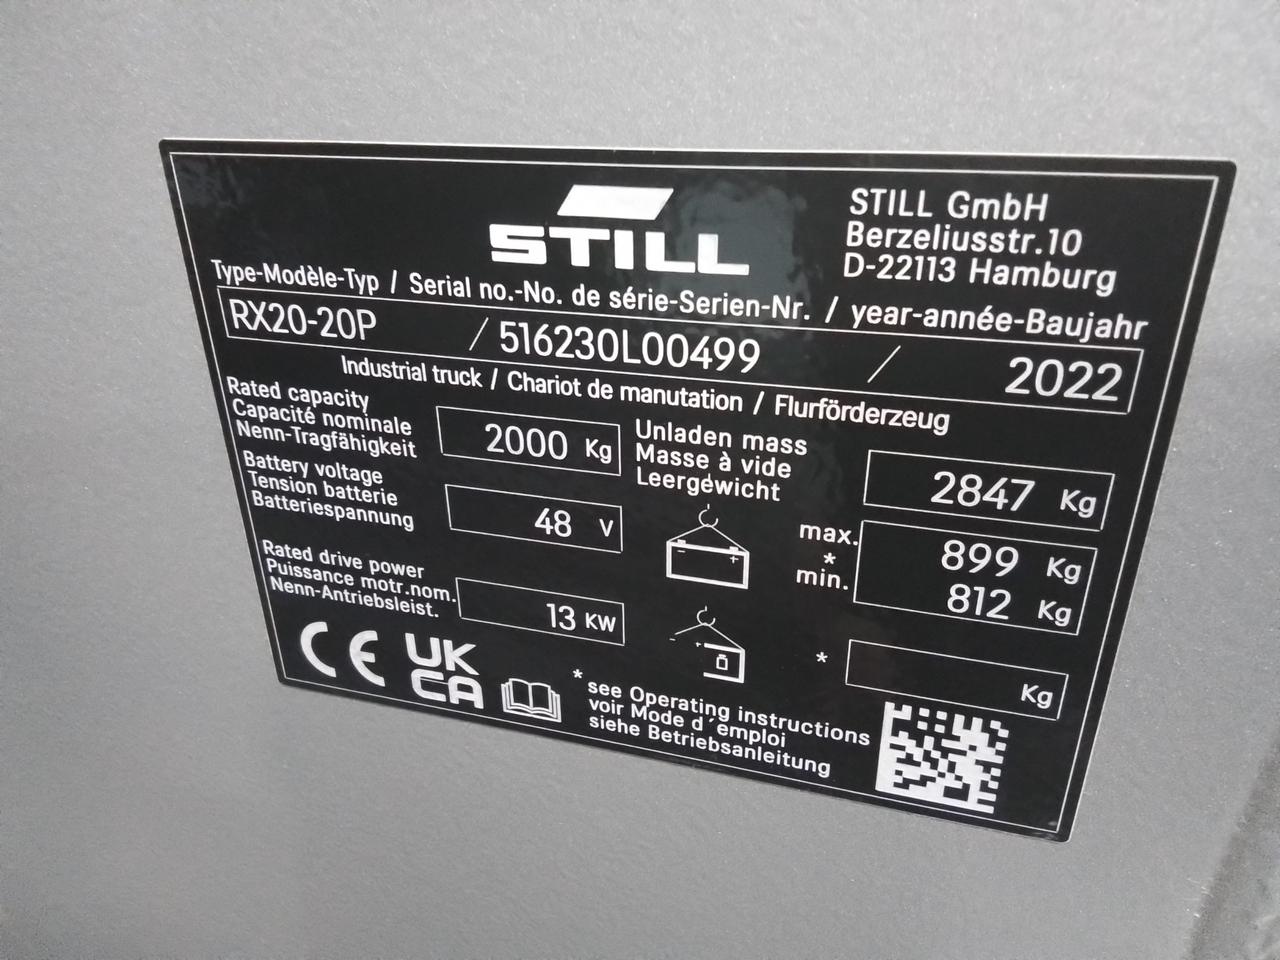 STILL
STILL GmbH
Berzeliusstr.10
D-22113 Hamburg
Type-Modèle-Typ / Serial no.-No. de série-Serien-Nr. / year-année-Baujahr
RX20-20P / 516230L00499 / 2022
Industrial truck / Chariot de manutation / Flurförderzeug
Rated capacity
Capacité nominale
Nenn-Tragfähigkeit
2000 Kg
Unladen mass
Masse à vide
Leergewicht
2847 Kg
Battery voltage
Tension batterie
Batteriespannung
48 V
- +
max.
*
min.
899 Kg
812 Kg
Rated drive power
Puissance motr.nom.
Nenn-Antriebsleist.
13 KW
- +
* Kg
CE UK
CA
* see Operating instructions
voir Mode d´emploi
siehe Betriebsanleitung